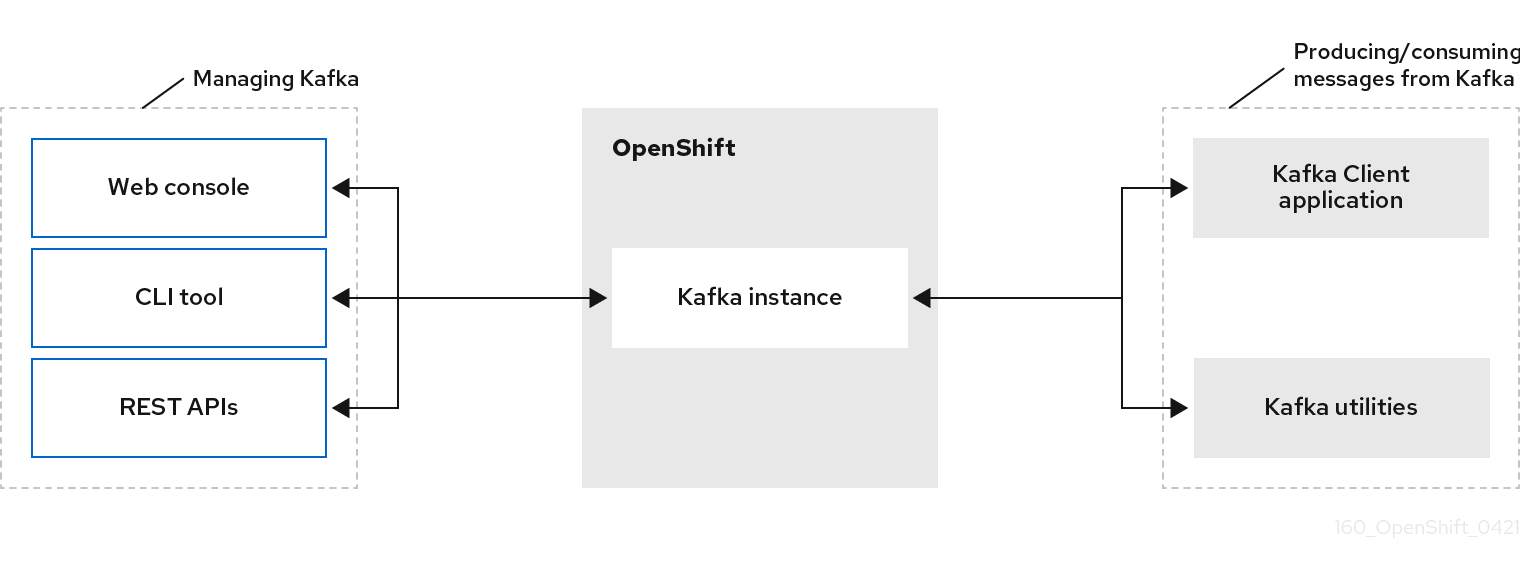 Managing Kafka
Web console
CLI tool
REST APIs
OpenShift
Kafka instance
Producing/consuming
messages from Kafka
Kafka Client
application
Kafka utilities
160_OpenShift_0421